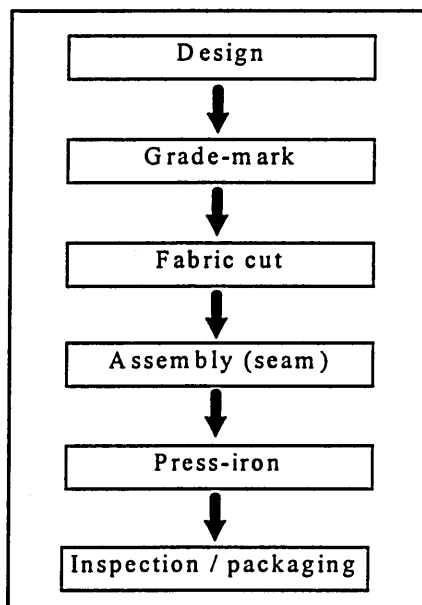 Design
Grade-mark
Fabric cut
Assembly (seam)
Press-iron
Inspection / packaging